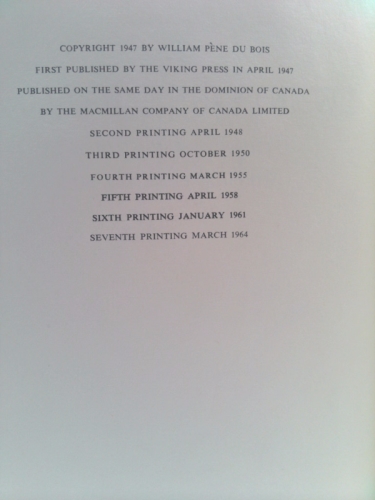 COPYRIGHT 1947 BY WILLIAM PÈNE DU BOIS
FIRST PUBLISHED BY THE VIKING PRESS IN APRIL 1947
PUBLISHED ON THE SAME DAY IN THE DOMINION OF CANADA
BY THE MACMILLAN COMPANY OF CANADA LIMITED
SECOND PRINTING APRIL 1948
THIRD PRINTING OCTOBER 1950
FOURTH PRINTING MARCH 1955
FIFTH PRINTING APRIL 1958
SIXTH PRINTING JANUARY 1961
SEVENTH PRINTING MARCH 1964